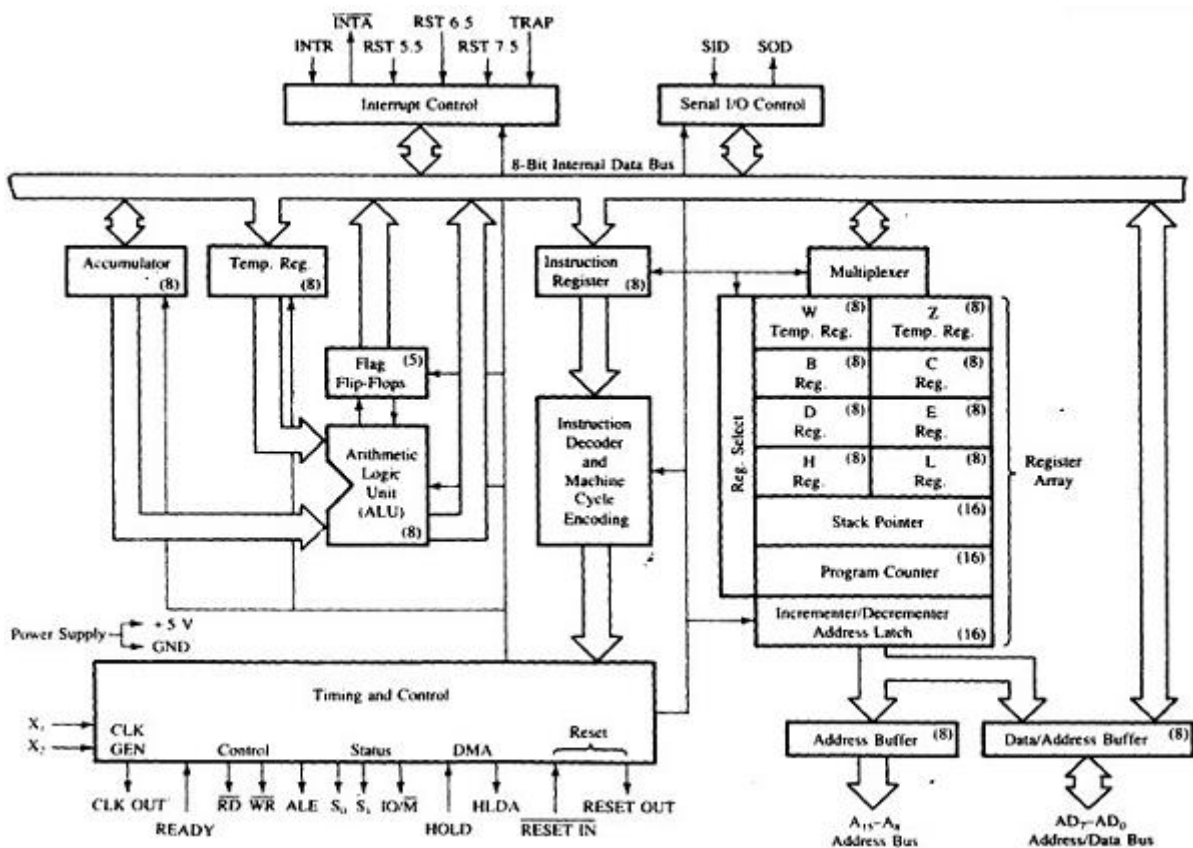 INTR
INTA
RST 5.5
RST 6.5
RST 7.5
TRAP
SID
SOD
Interrupt Control
Serial I/O Control
8-Bit Internal Data Bus
Accumulator
(8)
Temp. Reg.
(8)
Instruction
Register
(8)
Multiplexer
Flag
Flip-Flops
(5)
Arithmetic
Logic
Unit
(ALU)
(8)
Instruction
Decoder
and
Machine
Cycle
Encoding
Reg. Select
W (8)
Temp. Reg.
Z (8)
Temp. Reg.
B (8)
Reg.
C (8)
Reg.
D (8)
Reg.
E (8)
Reg.
H (8)
Reg.
L (8)
Reg.
Stack Pointer (16)
Program Counter (16)
Incrementer/Decrementer
Address Latch (16)
Register
Array
Power Supply
+5 V
GND
Timing and Control
X₁
X₂
CLK
GEN
Control
Status
DMA
Reset
CLK OUT
READY
RD
WR
ALE
S₀
S₁
IO/M
HOLD
HLDA
RESET IN
RESET OUT
Address Buffer (8)
Data/Address Buffer (8)
A₁₅–A₈
Address Bus
AD₇–AD₀
Address/Data Bus